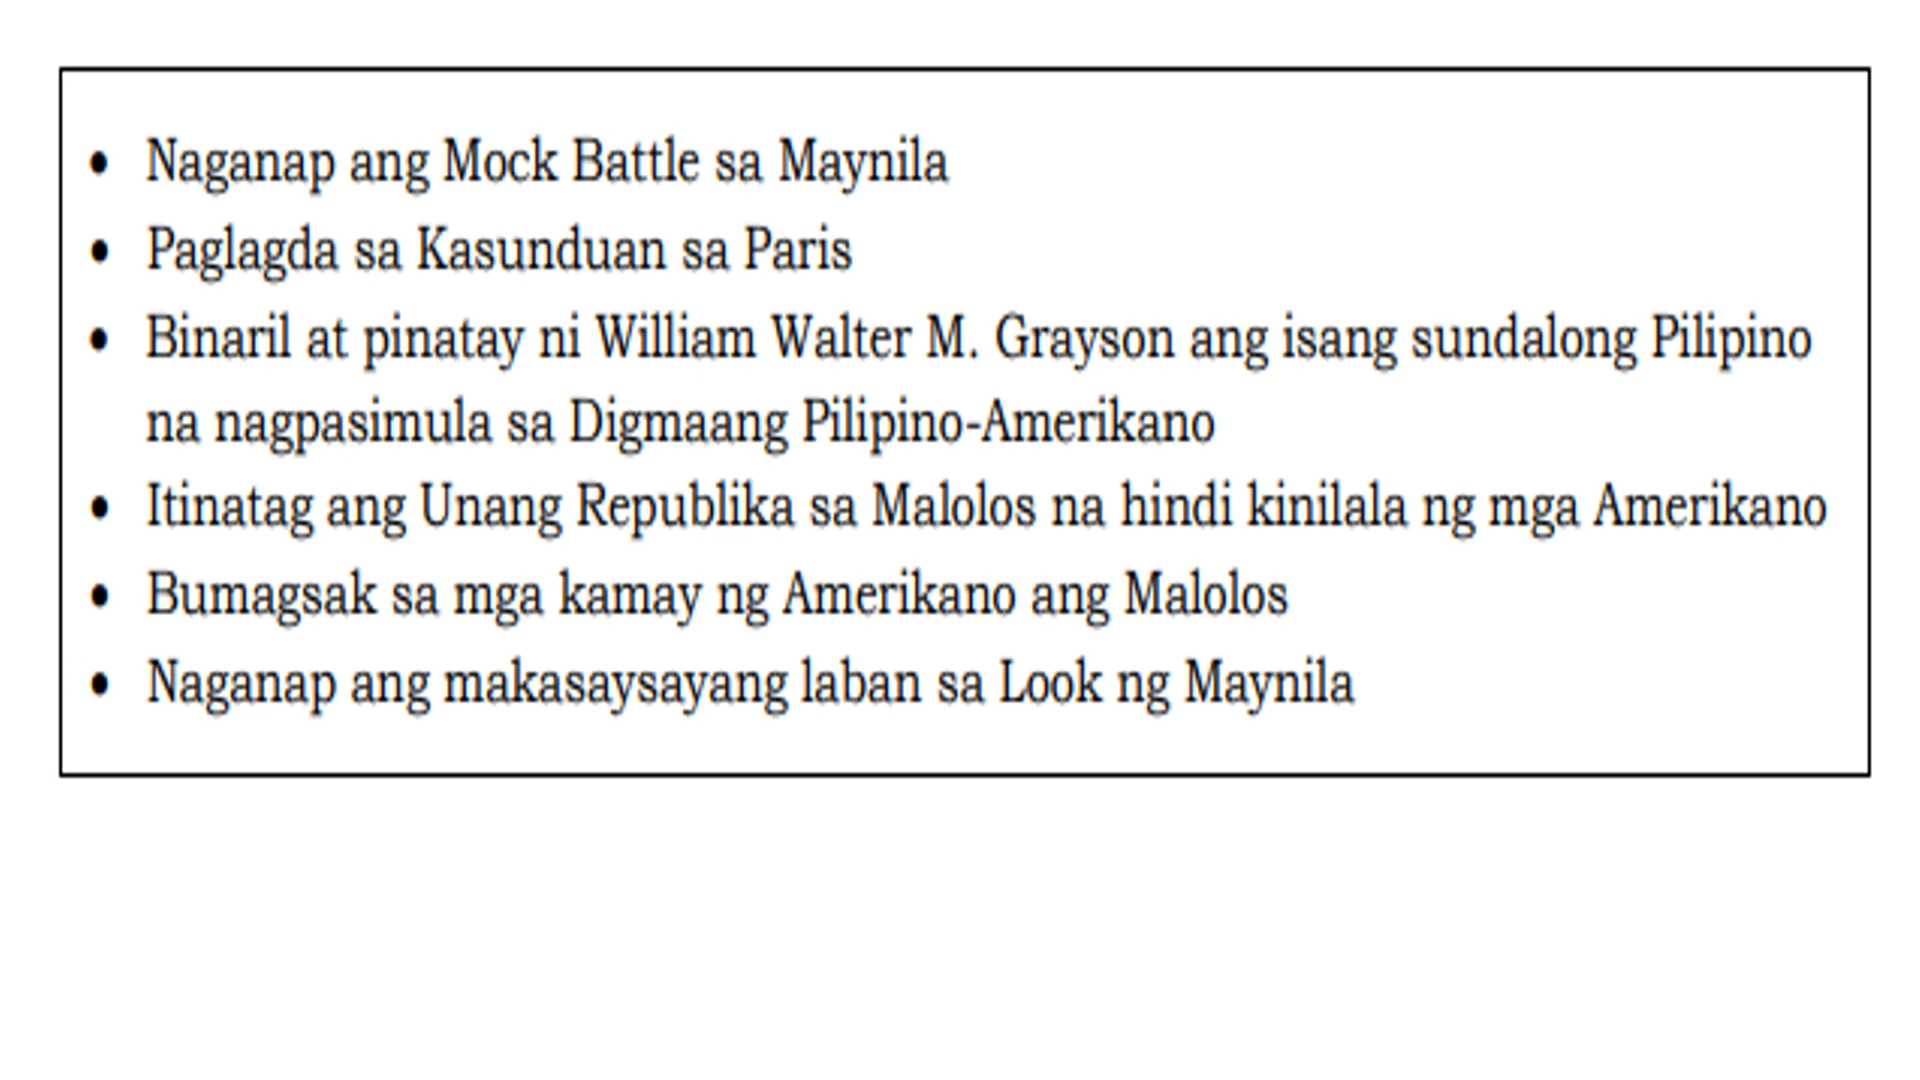 • Naganap ang Mock Battle sa Maynila
• Paglagda sa Kasunduan sa Paris
• Binaril at pinatay ni William Walter M. Grayson ang isang sundalong Pilipino
na nagpasimula sa Digmaang Pilipino-Amerikano
• Itinatag ang Unang Republika sa Malolos na hindi kinilala ng mga Amerikano
• Bumagsak sa mga kamay ng Amerikano ang Malolos
• Naganap ang makasaysayang laban sa Look ng Maynila